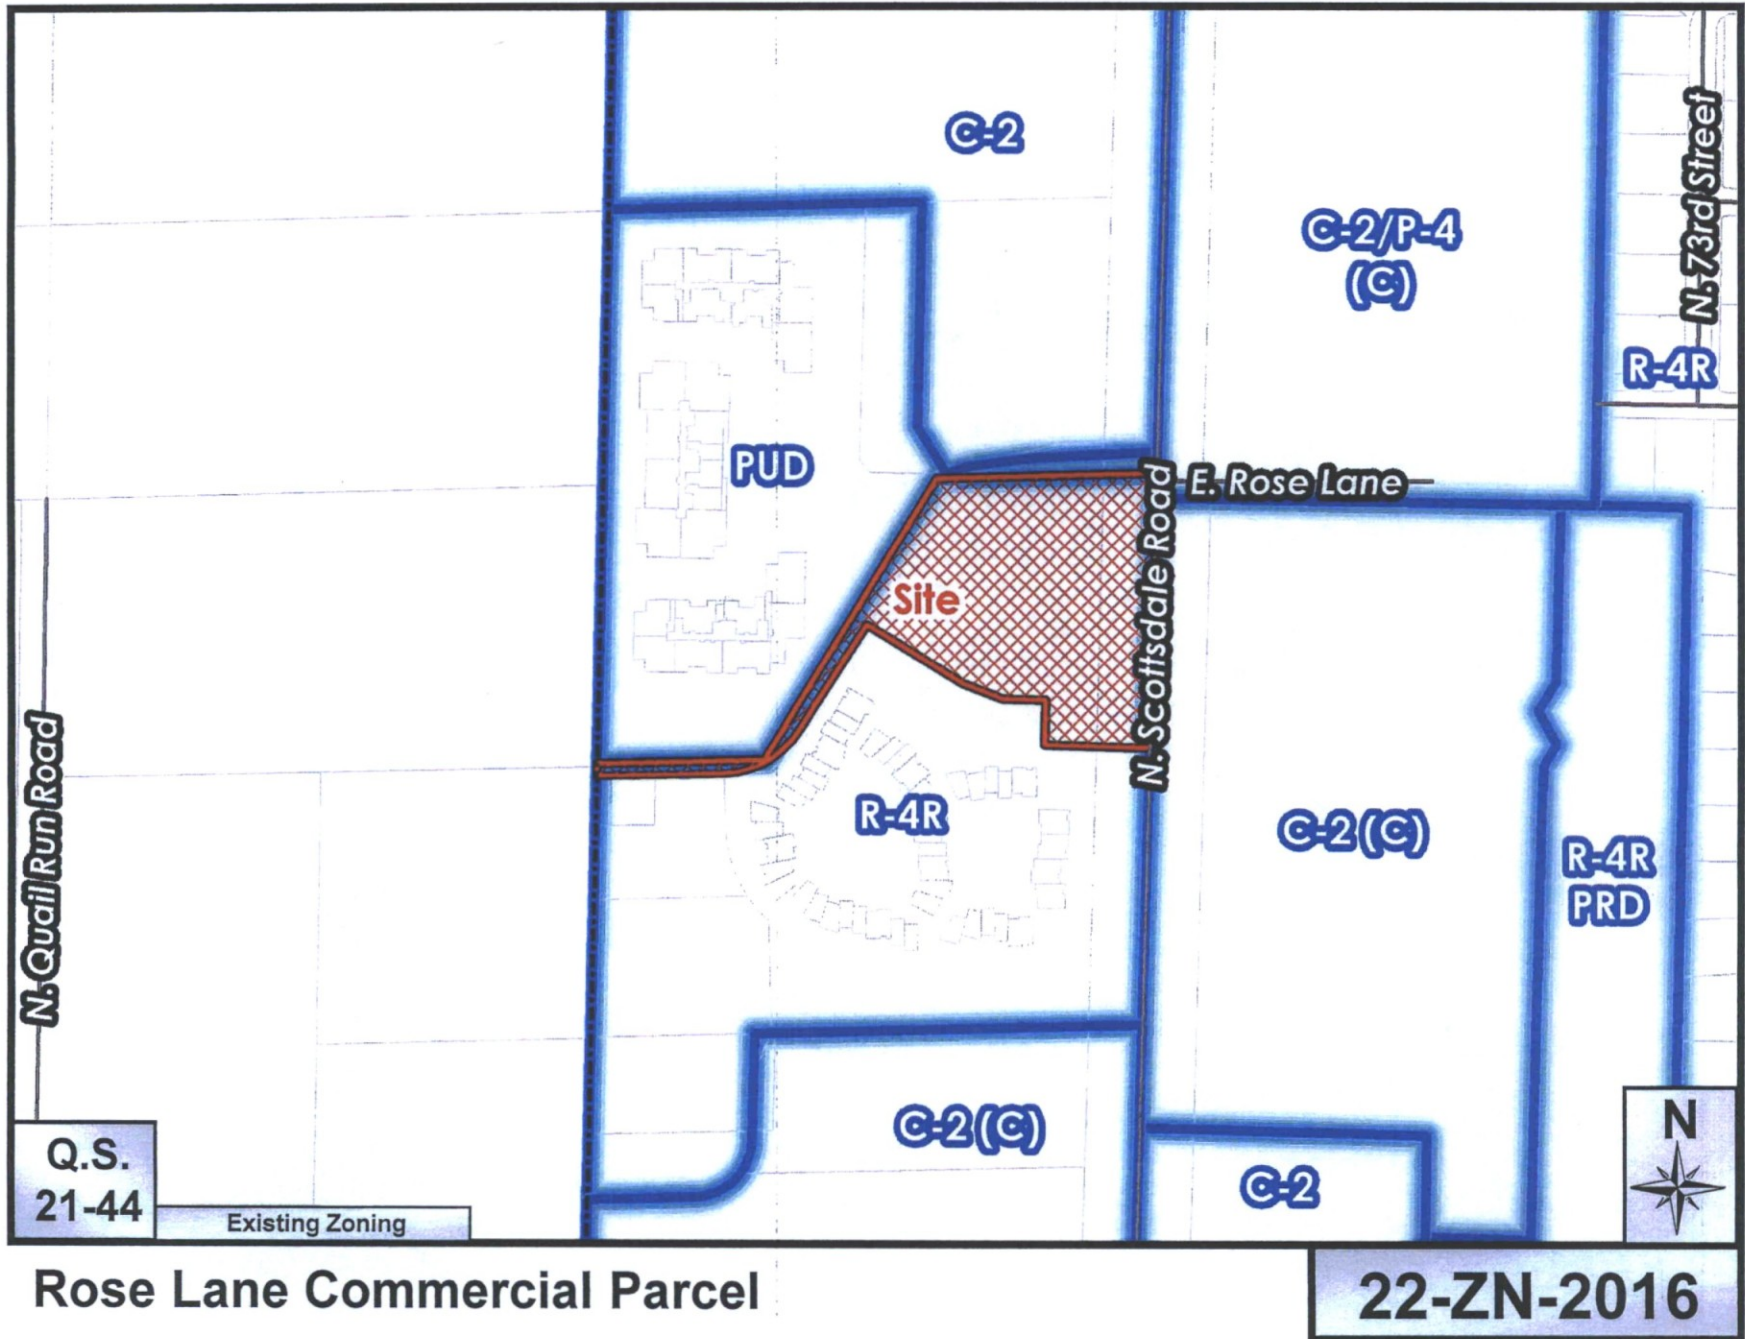 C-2
C-2/P-4
(C)
N. 73rd Street
R-4R
PUD
E. Rose Lane
Site
N. Scottsdale Road
N. Quail Run Road
R-4R
C-2 (C)
R-4R
PRD
C-2 (C)
C-2
N
Q.S.
21-44
Existing Zoning
Rose Lane Commercial Parcel
22-ZN-2016